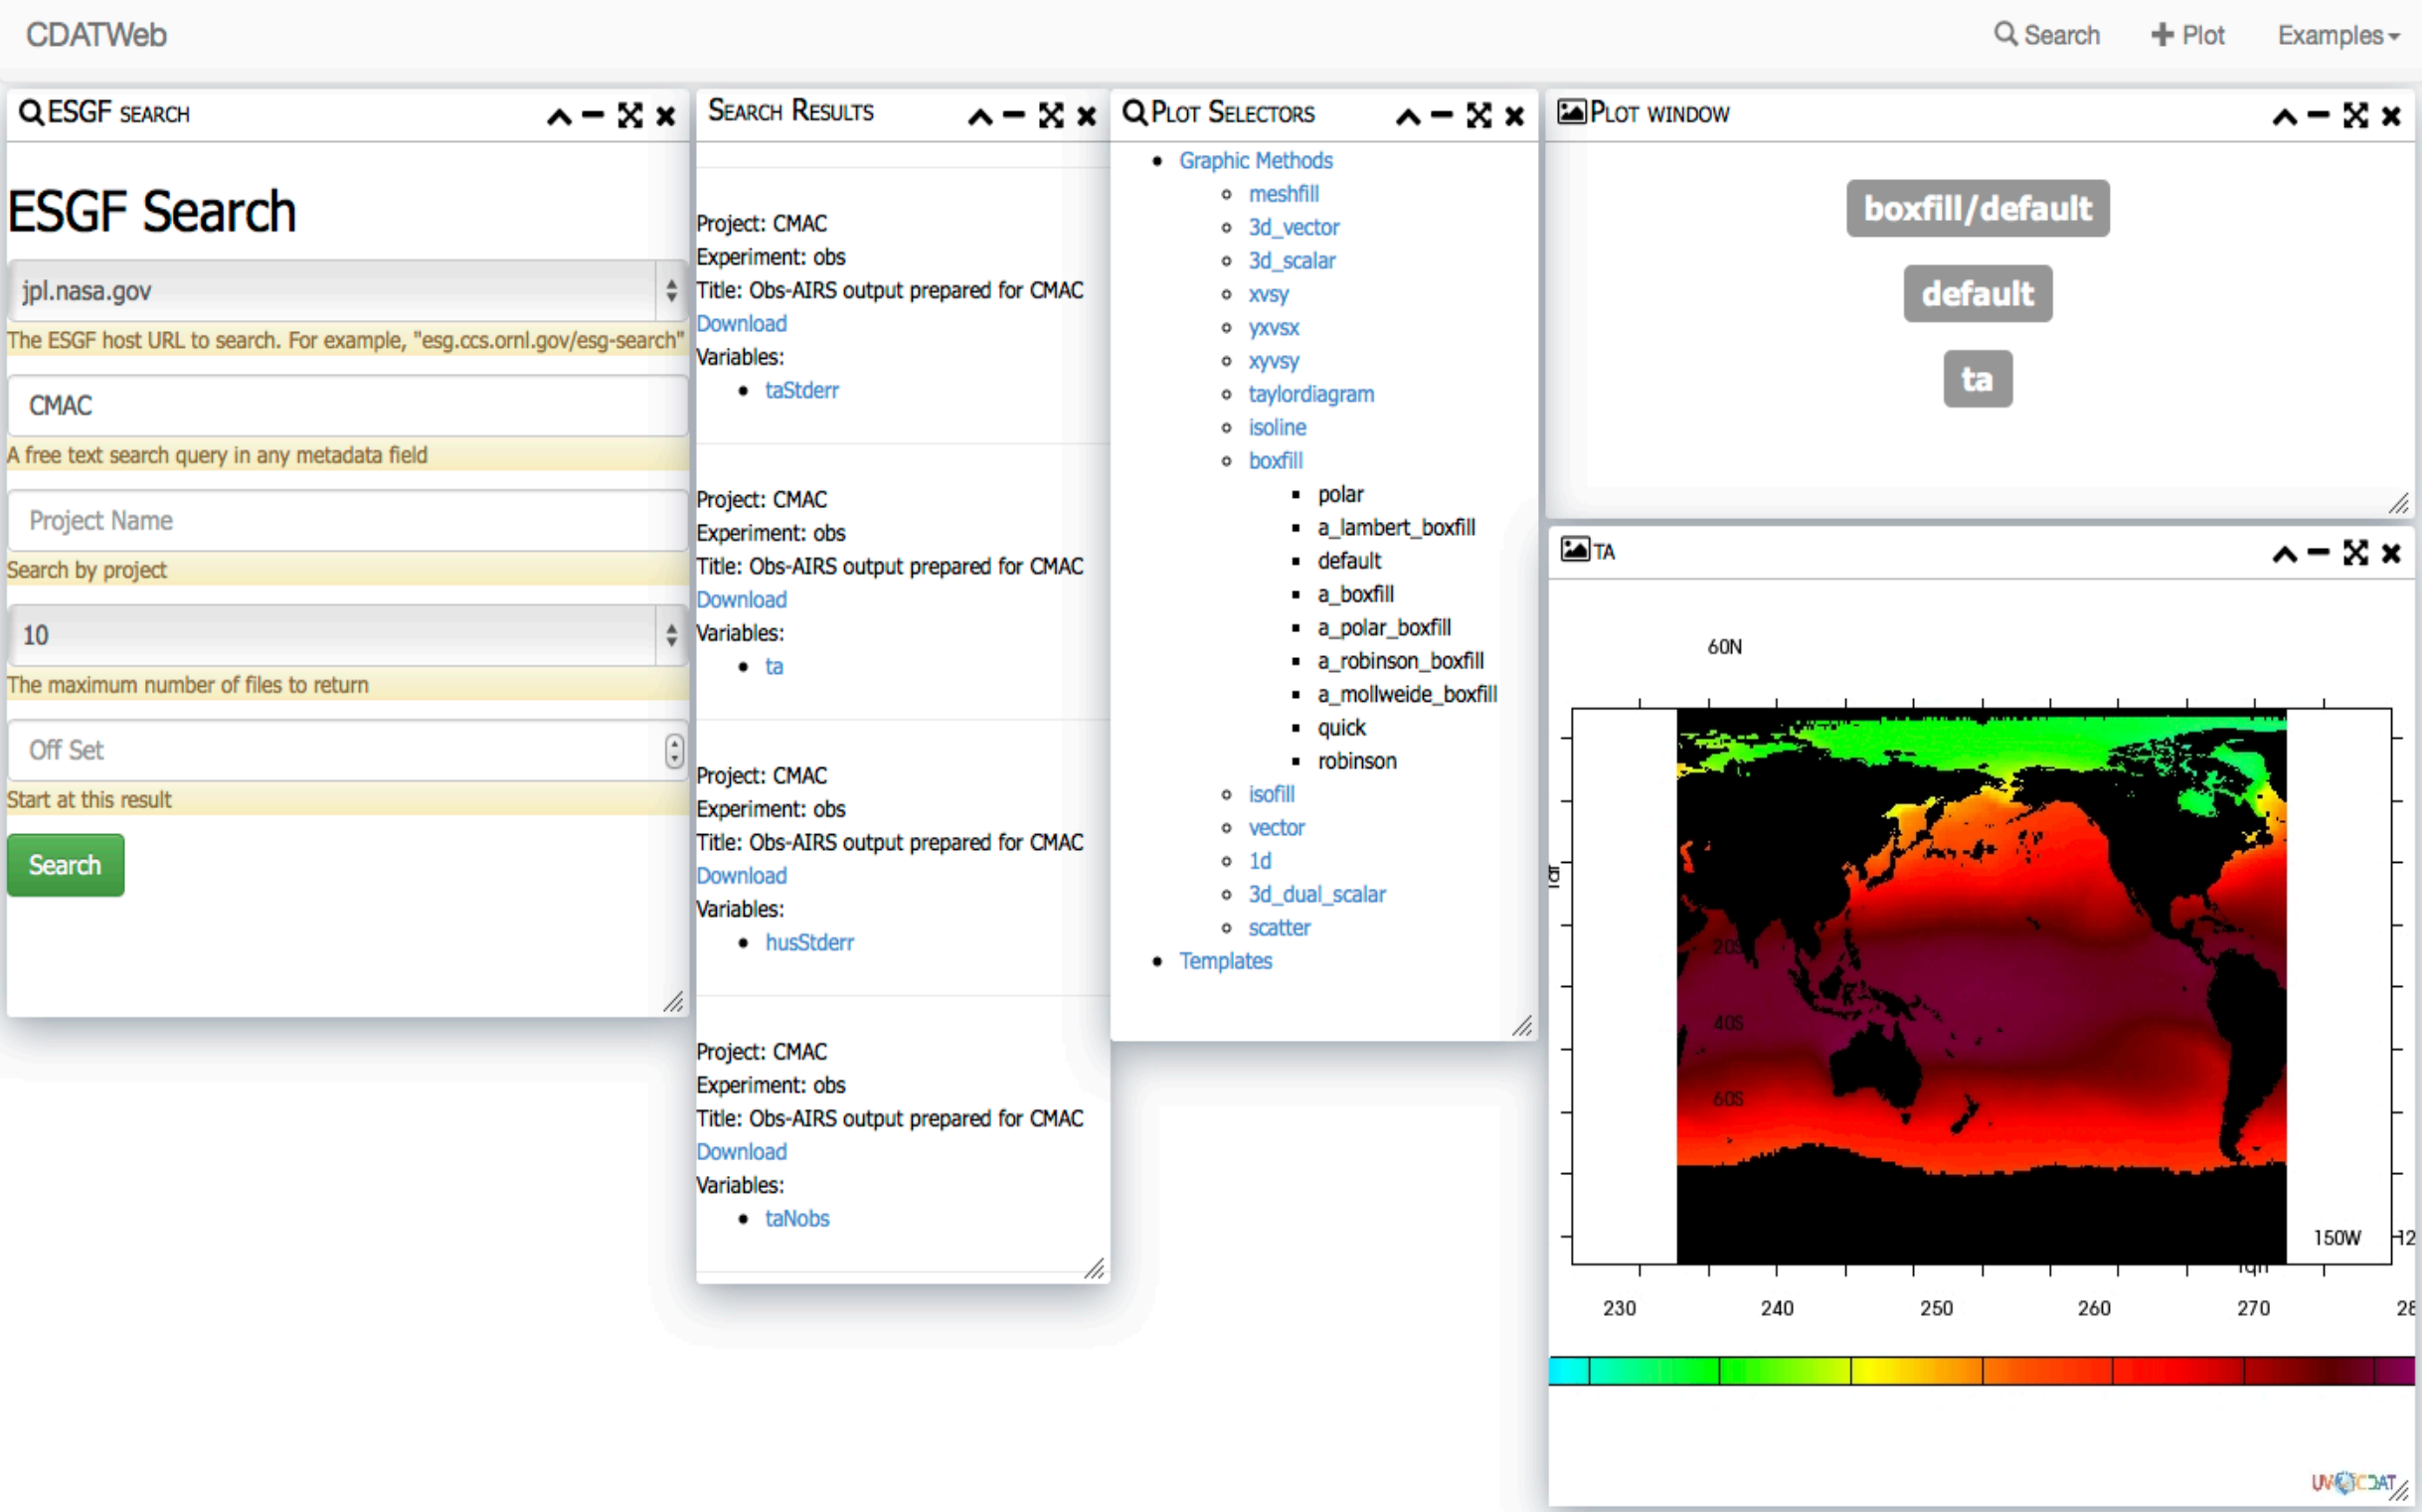 CDATWeb
Search
Plot
Examples
ESGF SEARCH
ESGF Search
jpl.nasa.gov
The ESGF host URL to search. For example, "esg.ccs.ornl.gov/esg-search"
CMAC
A free text search query in any metadata field
Project Name
Search by project
10
The maximum number of files to return
Off Set
Start at this result
Search
SEARCH RESULTS
Project: CMAC
Experiment: obs
Title: Obs-AIRS output prepared for CMAC
Download
Variables:
taStderr
Project: CMAC
Experiment: obs
Title: Obs-AIRS output prepared for CMAC
Download
Variables:
ta
Project: CMAC
Experiment: obs
Title: Obs-AIRS output prepared for CMAC
Download
Variables:
husStderr
Project: CMAC
Experiment: obs
Title: Obs-AIRS output prepared for CMAC
Download
Variables:
taNobs
PLOT SELECTORS
Graphic Methods
meshfill
3d_vector
3d_scalar
xvsy
yxvsx
xyvsy
taylordiagram
isoline
boxfill
polar
a_lambert_boxfill
default
a_boxfill
a_polar_boxfill
a_robinson_boxfill
a_mollweide_boxfill
quick
robinson
isofill
vector
1d
3d_dual_scalar
scatter
Templates
PLOT WINDOW
boxfill/default
default
ta
TA
60N
20S
40S
60S
150W
230 240 250 260 270
UV-CDAT